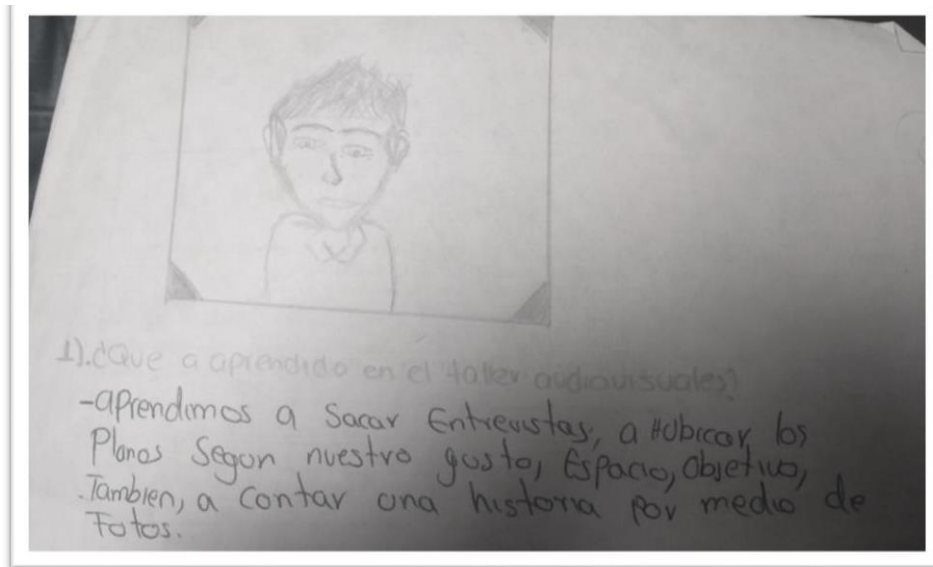 1).¿Que a aprendido en el taller audiovisuales?
-aprendimos a Sacar Entrevistas, a Hubicar los
Planos Segun nuestro gusto, Espacio, Objetivo,
.Tambien, a Contar una historia por medio de
Fotos.